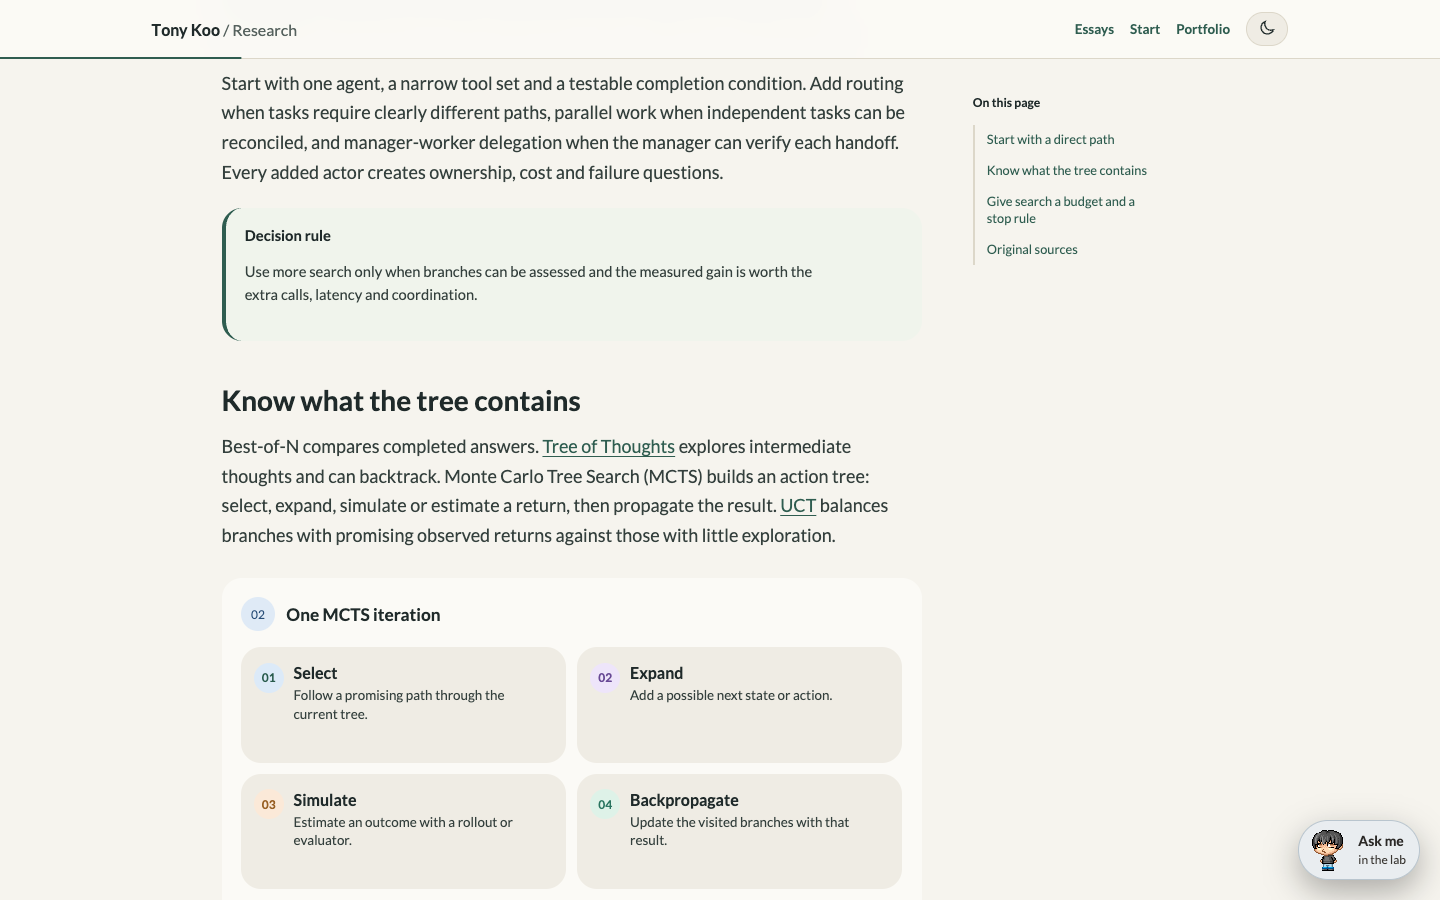 Tony Koo / Research
Essays Start Portfolio
Start with one agent, a narrow tool set and a testable completion condition. Add routing
when tasks require clearly different paths, parallel work when independent tasks can be
reconciled, and manager-worker delegation when the manager can verify each handoff.
Every added actor creates ownership, cost and failure questions.
Decision rule
Use more search only when branches can be assessed and the measured gain is worth the
extra calls, latency and coordination.
Know what the tree contains
Best-of-N compares completed answers. Tree of Thoughts explores intermediate
thoughts and can backtrack. Monte Carlo Tree Search (MCTS) builds an action tree:
select, expand, simulate or estimate a return, then propagate the result. UCT balances
branches with promising observed returns against those with little exploration.
02 One MCTS iteration
01 Select
Follow a promising path through the
current tree.
02 Expand
Add a possible next state or action.
03 Simulate
Estimate an outcome with a rollout or
evaluator.
04 Backpropagate
Update the visited branches with that
result.
On this page
Start with a direct path
Know what the tree contains
Give search a budget and a
stop rule
Original sources
Ask me
in the lab